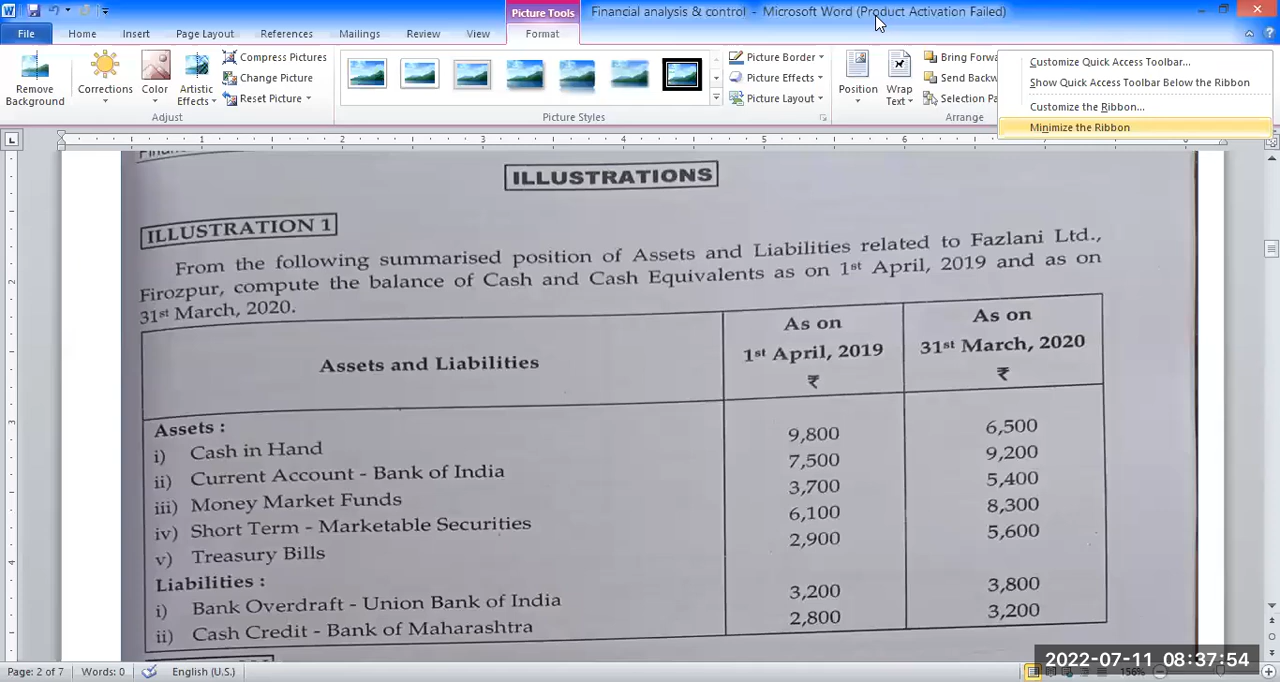 Picture Tools
Financial analysis & control - Microsoft Word (Product Activation Failed)
File Home Insert Page Layout References Mailings Review View Format
Remove Background
Corrections
Color
Artistic Effects
Compress Pictures
Change Picture
Reset Picture
Adjust
Picture Styles
Picture Border
Picture Effects
Picture Layout
Position
Wrap Text
Bring Forw
Send Backw
Selection Pa
Arrange
Customize Quick Access Toolbar...
Show Quick Access Toolbar Below the Ribbon
Customize the Ribbon...
Minimize the Ribbon
ILLUSTRATIONS
ILLUSTRATION 1
From the following summarised position of Assets and Liabilities related to Fazlani Ltd.,
Firozpur, compute the balance of Cash and Cash Equivalents as on 1st April, 2019 and as on
31st March, 2020.
Assets and Liabilities As on 1st April, 2019 ₹ As on 31st March, 2020 ₹
Assets :
i) Cash in Hand 9,800 6,500
ii) Current Account - Bank of India 7,500 9,200
iii) Money Market Funds 3,700 5,400
iv) Short Term - Marketable Securities 6,100 8,300
v) Treasury Bills 2,900 5,600
Liabilities :
i) Bank Overdraft - Union Bank of India 3,200 3,800
ii) Cash Credit - Bank of Maharashtra 2,800 3,200
Page: 2 of 7 Words: 0 English (U.S.) 156%
2022-07-11 08:37:54